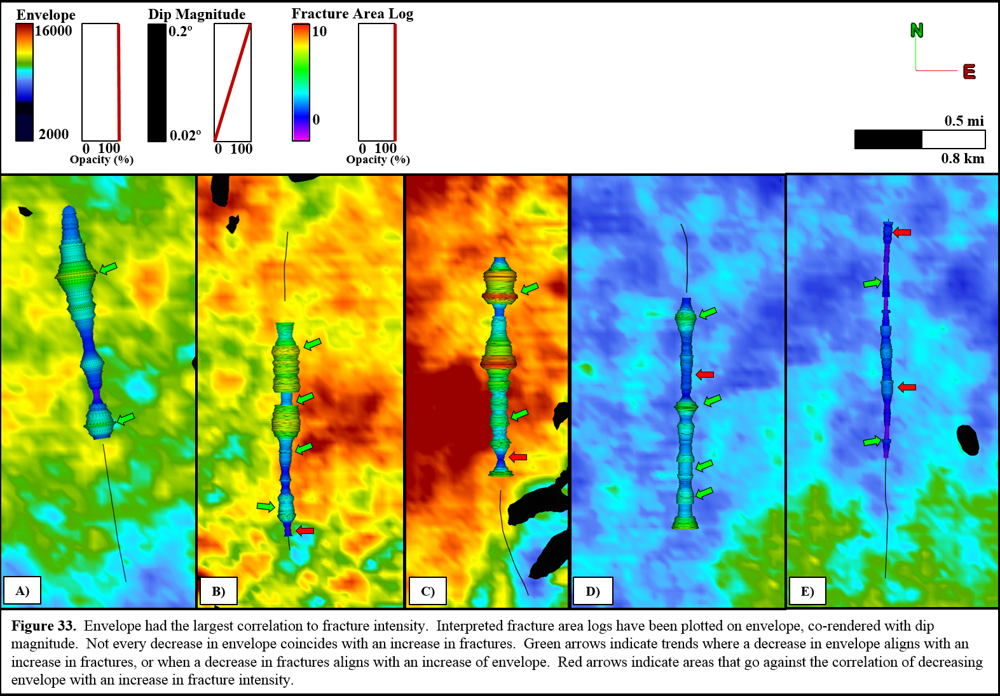 Envelope
16000
2000
0 100
Opacity (%)
Dip Magnitude
0.2°
0.02°
0 100
Fracture Area Log
10
0
0 100
Opacity (%)
N
E
0.5 mi
0.8 km
A)
B)
C)
D)
E)
Figure 33. Envelope had the largest correlation to fracture intensity. Interpreted fracture area logs have been plotted on envelope, co-rendered with dip
magnitude. Not every decrease in envelope coincides with an increase in fractures. Green arrows indicate trends where a decrease in envelope aligns with an
increase in fractures, or when a decrease in fractures aligns with an increase of envelope. Red arrows indicate areas that go against the correlation of decreasing
envelope with an increase in fracture intensity.